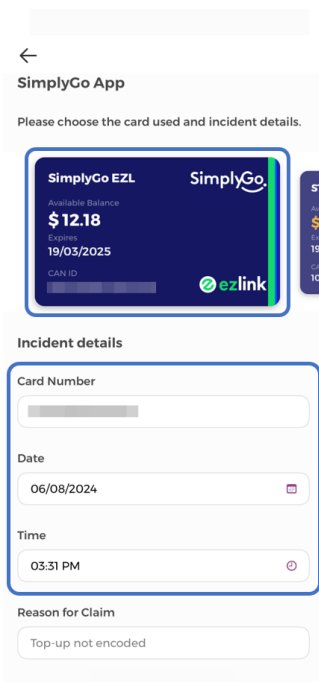 SimplyGo App
Please choose the card used and incident details.
SimplyGo EZL
SimplyGo.
Available Balance
$12.18
Expires
19/03/2025
CAN ID
ezlink
Incident details
Card Number
Date
06/08/2024
Time
03:31 PM
Reason for Claim
Top-up not encoded